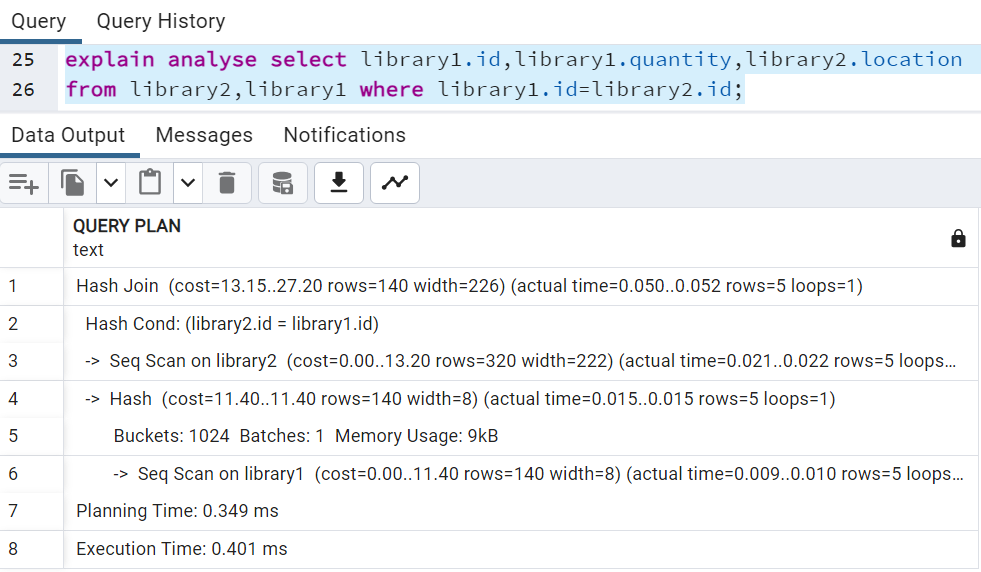 Query Query History
25 explain analyse select library1.id,library1.quantity,library2.location
26 from library2,library1 where library1.id=library2.id;
Data Output Messages Notifications
QUERY PLAN
text
1 Hash Join (cost=13.15..27.20 rows=140 width=226) (actual time=0.050..0.052 rows=5 loops=1)
2 Hash Cond: (library2.id = library1.id)
3 -> Seq Scan on library2 (cost=0.00..13.20 rows=320 width=222) (actual time=0.021..0.022 rows=5 loops...
4 -> Hash (cost=11.40..11.40 rows=140 width=8) (actual time=0.015..0.015 rows=5 loops=1)
5 Buckets: 1024 Batches: 1 Memory Usage: 9kB
6 -> Seq Scan on library1 (cost=0.00..11.40 rows=140 width=8) (actual time=0.009..0.010 rows=5 loops...
7 Planning Time: 0.349 ms
8 Execution Time: 0.401 ms